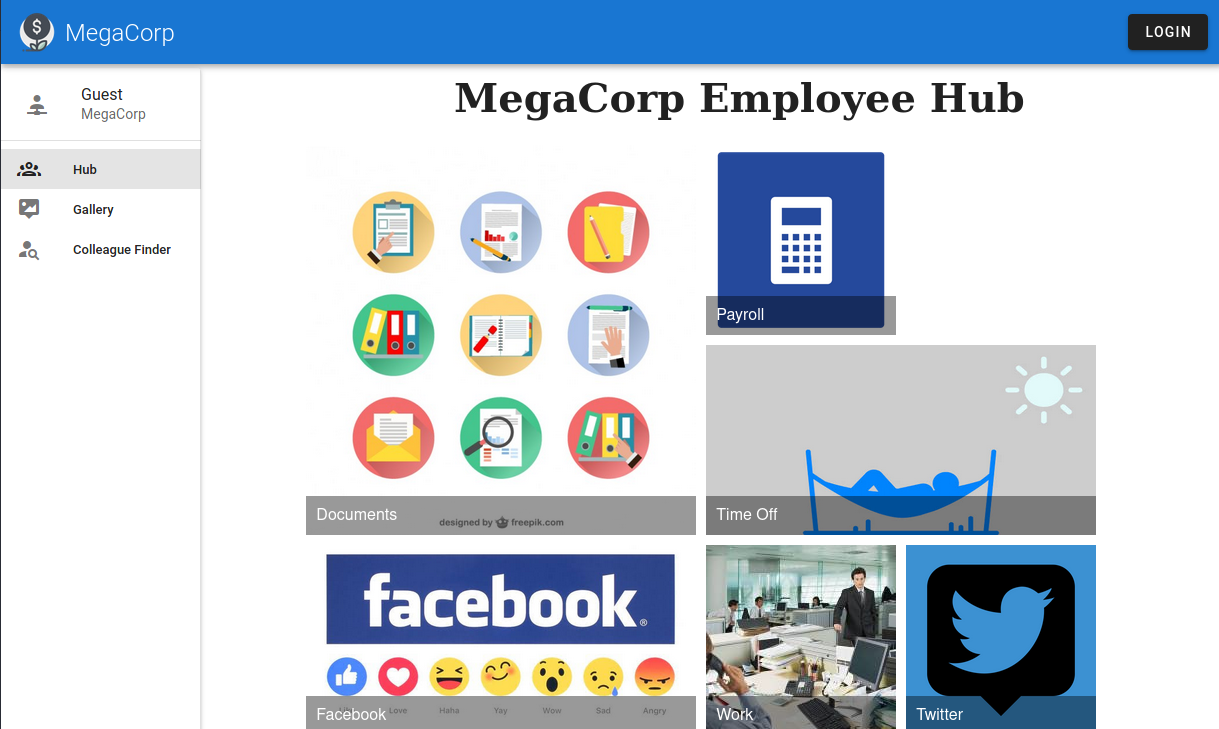 $
MegaCorp
LOGIN
Guest
MegaCorp
Hub
Gallery
Colleague Finder
MegaCorp Employee Hub
Documents
designed by freepik.com
Payroll
Time Off
facebook®
Love Haha Yay Wow Sad Angry
Facebook
Work
Twitter